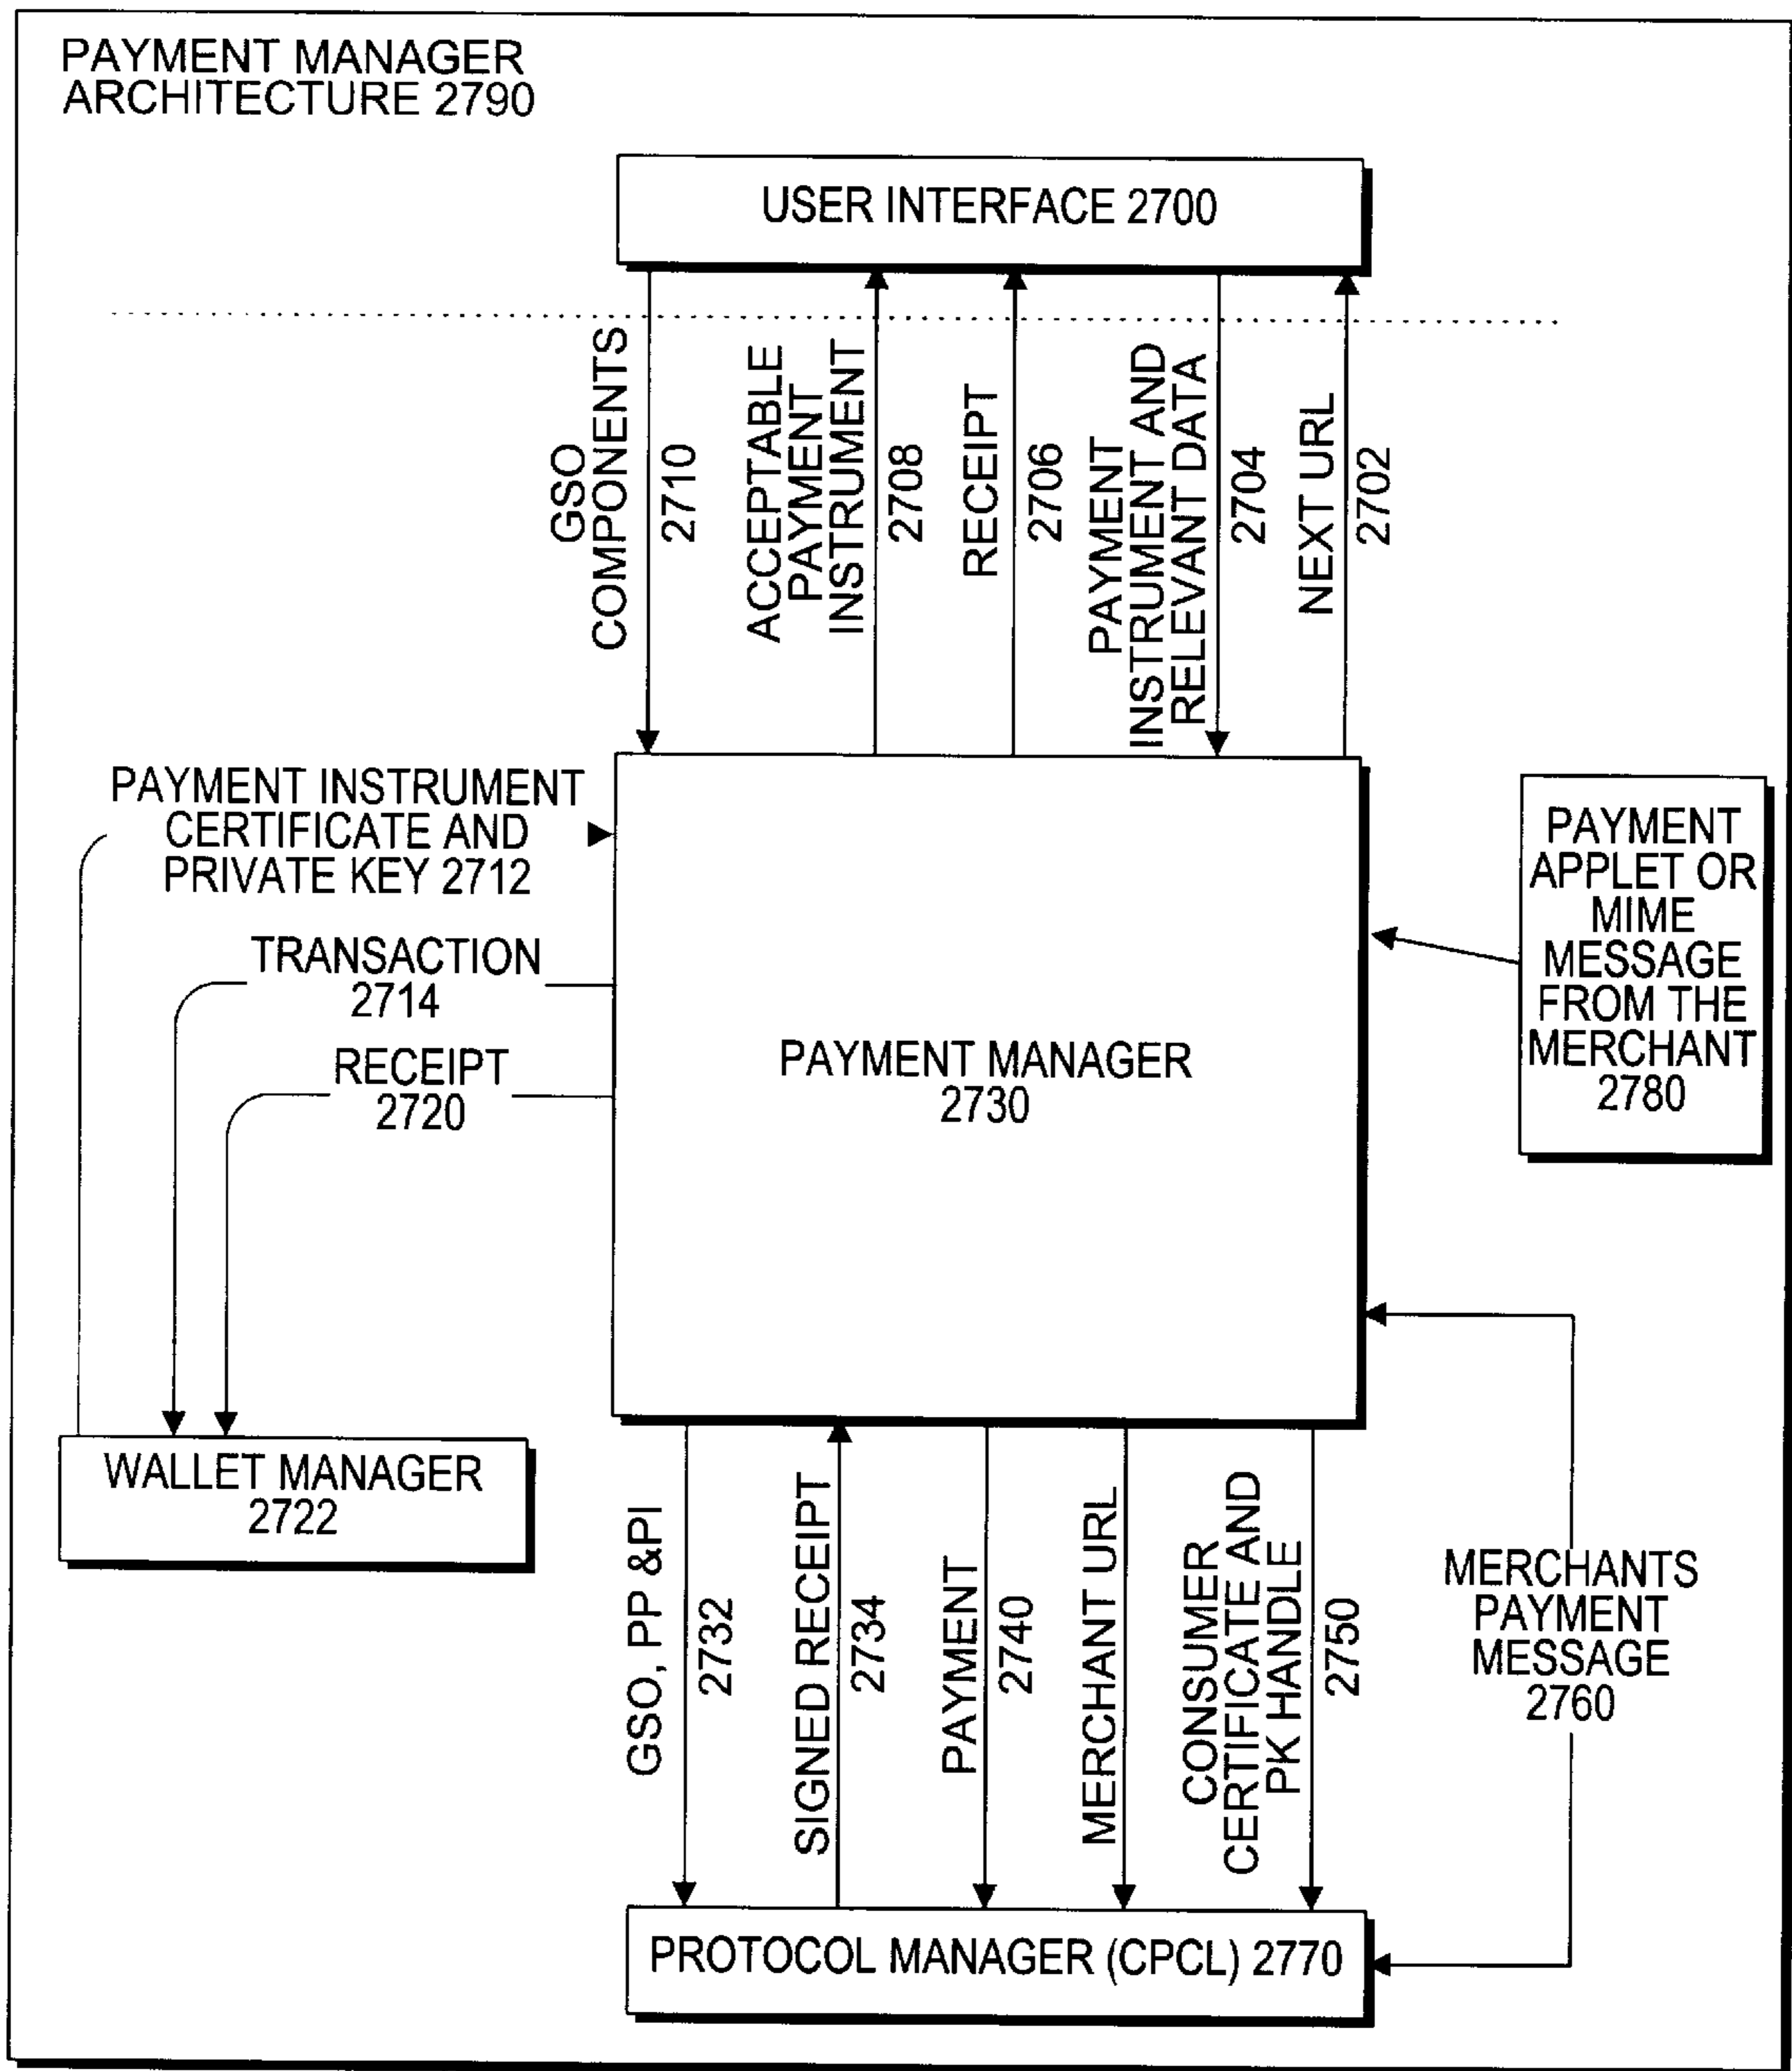 PAYMENT MANAGER
ARCHITECTURE 2790
USER INTERFACE 2700
GSO
COMPONENTS
2710
ACCEPTABLE
PAYMENT
INSTRUMENT
2708
RECEIPT
2706
PAYMENT
INSTRUMENT AND
RELEVANT DATA
2704
NEXT URL
2702
PAYMENT INSTRUMENT
CERTIFICATE AND
PRIVATE KEY 2712
TRANSACTION
2714
RECEIPT
2720
PAYMENT MANAGER
2730
PAYMENT
APPLET OR
MIME
MESSAGE
FROM THE
MERCHANT
2780
WALLET MANAGER
2722
GSO, PP &PI
2732
SIGNED RECEIPT
2734
PAYMENT
2740
MERCHANT URL
CONSUMER
CERTIFICATE AND
PK HANDLE
2750
MERCHANTS
PAYMENT
MESSAGE
2760
PROTOCOL MANAGER (CPCL) 2770